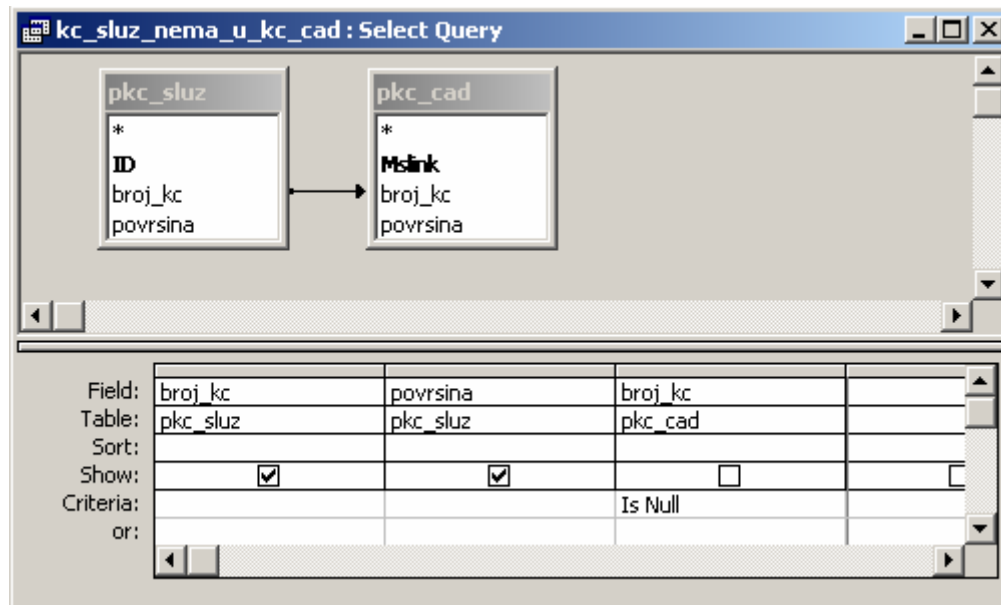 kc_sluz_nema_u_kc_cad : Select Query
pkc_sluz
*
ID
broj_kc
povrsina
pkc_cad
*
Mslink
broj_kc
povrsina
Field: broj_kc povrsina broj_kc
Table: pkc_sluz pkc_sluz pkc_cad
Sort:
Show:
Criteria: Is Null
or: